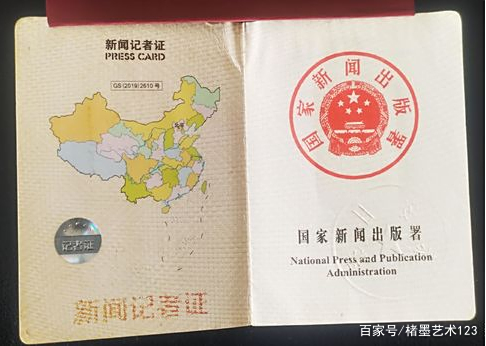 新闻记者证
PRESS CARD
GS(2019)2610号
记者证
新闻记者证
国家新闻出版署
国家新闻出版署
National Press and Publication
Administration
百家号/楮墨艺术123